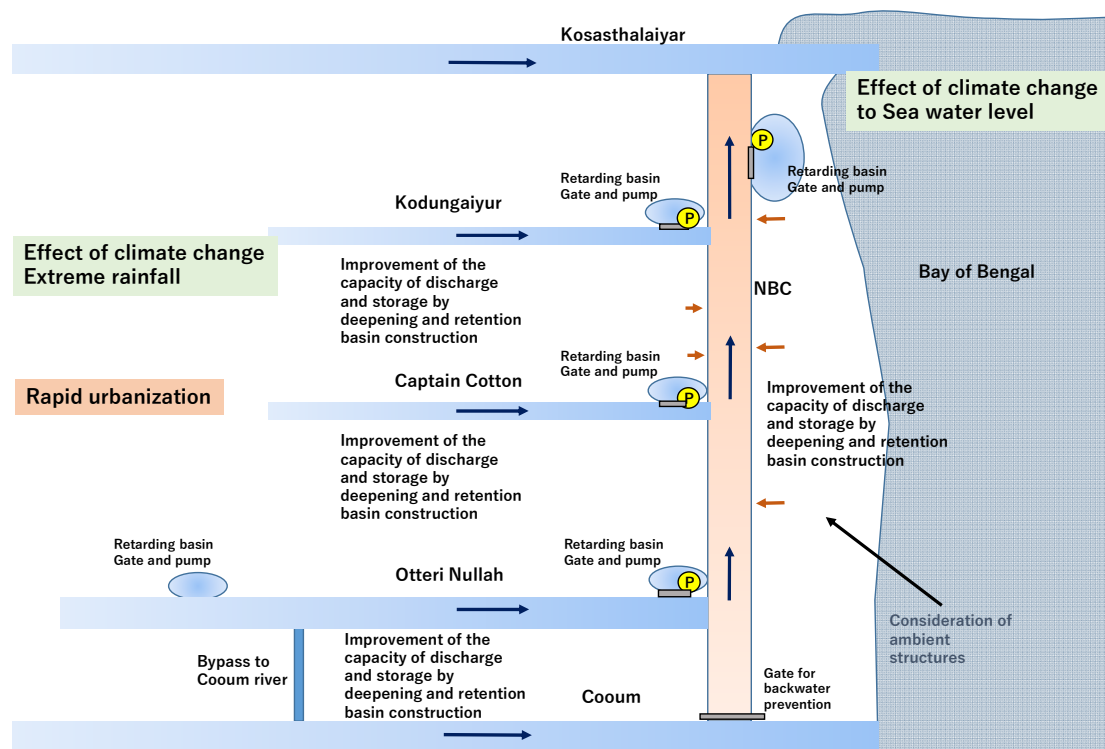 Kosasthalaiyar
Effect of climate change
to Sea water level
P
Retarding basin
Gate and pump
Retarding basin
Gate and pump
P
Kodungaiyur
Effect of climate change
Extreme rainfall
Bay of Bengal
Improvement of the
capacity of discharge
and storage by
deepening and retention
basin construction
NBC
Retarding basin
Gate and pump
P
Captain Cotton
Rapid urbanization
Improvement of the
capacity of discharge
and storage by
deepening and retention
basin construction
Improvement of the
capacity of discharge
and storage by
deepening and retention
basin construction
Retarding basin
Gate and pump
Retarding basin
Gate and pump
P
Otteri Nullah
Consideration of
ambient
structures
Bypass to
Cooum river
Improvement of the
capacity of discharge
and storage by
deepening and retention
basin construction
Cooum
Gate for
backwater
prevention